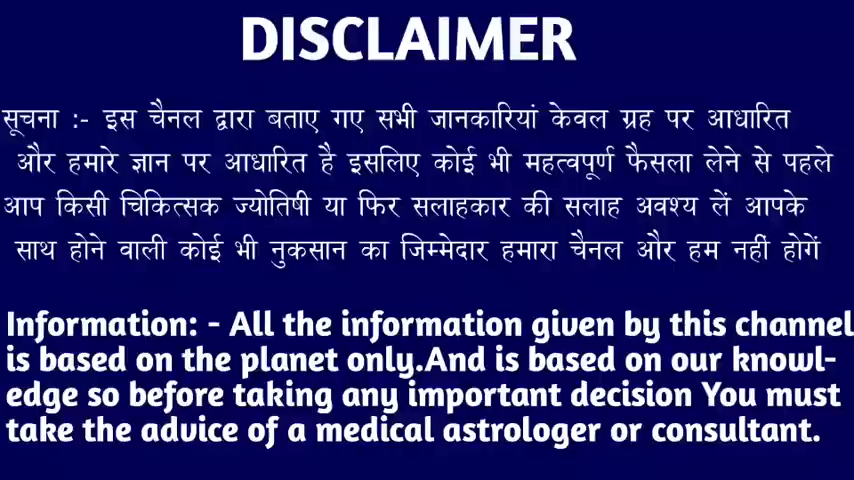 DISCLAIMER
सूचना :- इस चैनल द्वारा बताए गए सभी जानकारियां केवल ग्रह पर आधारित
और हमारे ज्ञान पर आधारित है इसलिए कोई भी महत्वपूर्ण फैसला लेने से पहले
आप किसी चिकित्सक ज्योतिषी या फिर सलाहकार की सलाह अवश्य लें आपके
साथ होने वाली कोई भी नुकसान का जिम्मेदार हमारा चैनल और हम नहीं होगें
Information: - All the information given by this channel
is based on the planet only.And is based on our knowl-
edge so before taking any important decision You must
take the advice of a medical astrologer or consultant.